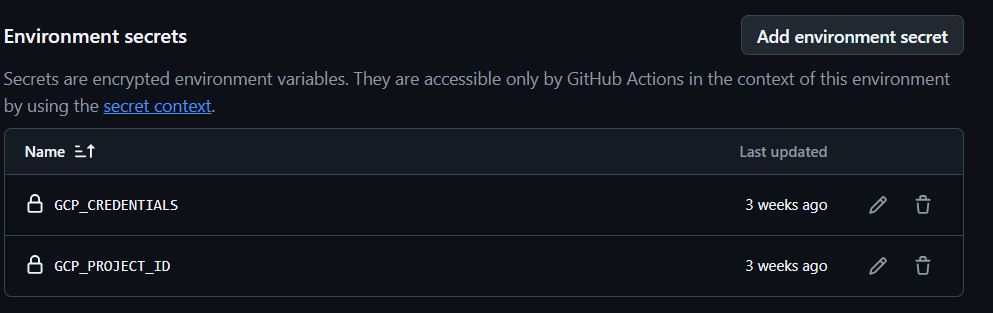 Environment secrets
Add environment secret
Secrets are encrypted environment variables. They are accessible only by GitHub Actions in the context of this environment
by using the secret context.
Name
Last updated
GCP_CREDENTIALS
3 weeks ago
GCP_PROJECT_ID
3 weeks ago